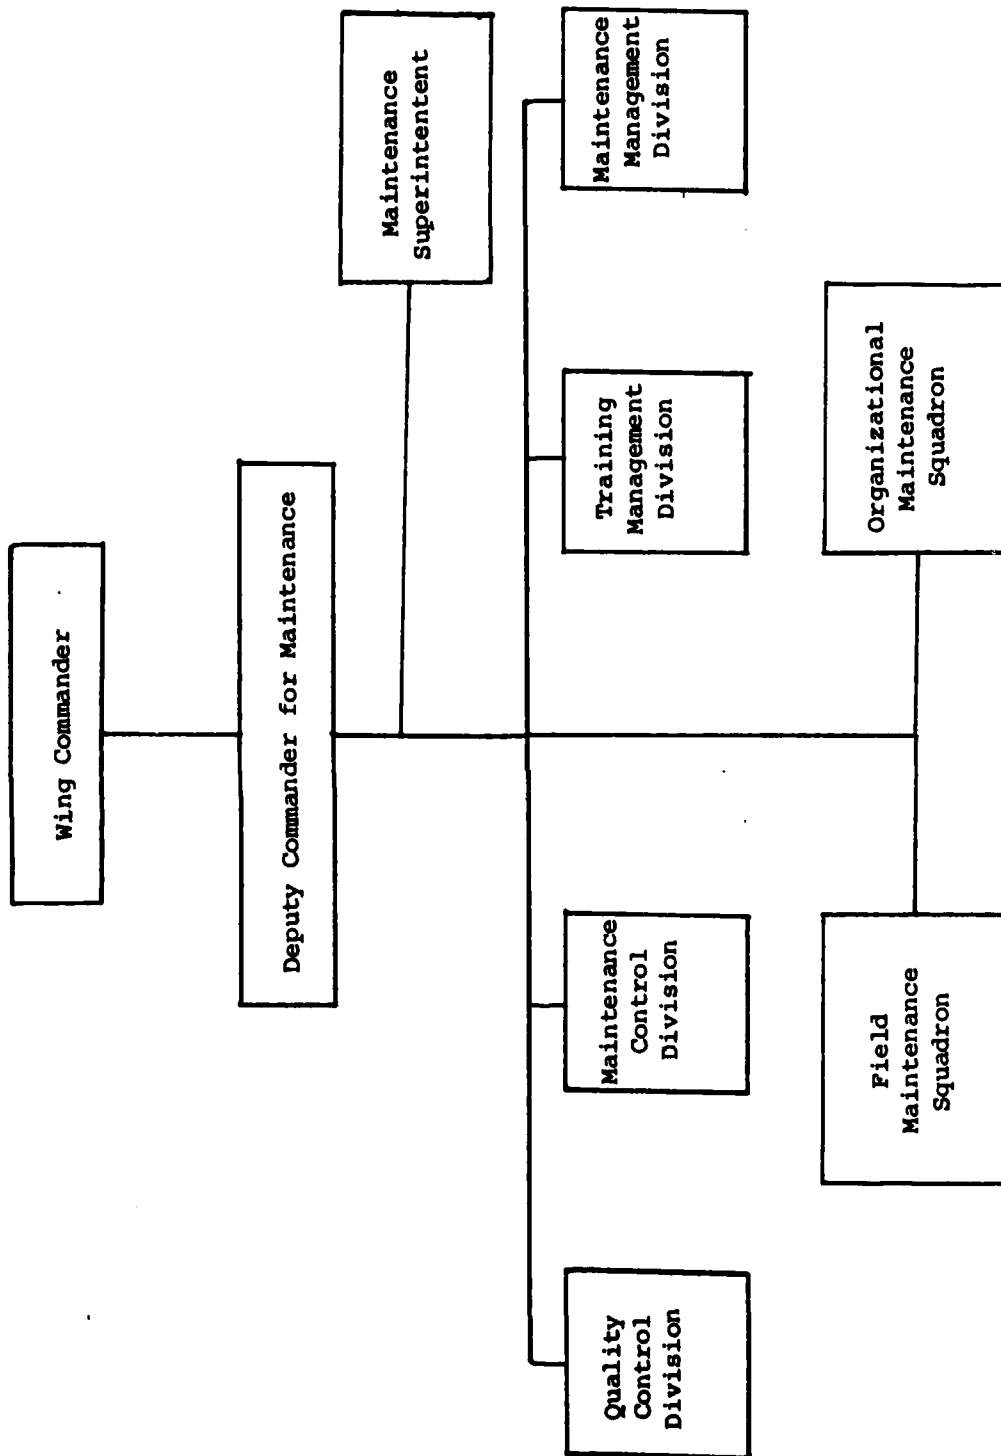 Wing Commander
Deputy Commander for Maintenance
Maintenance
Superintentent
Quality
Control
Division
Maintenance
Control
Division
Training
Management
Division
Maintenance
Management
Division
Field
Maintenance
Squadron
Organizational
Maintenance
Squadron